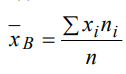 x̄_B = ∑ x_i n_i / n